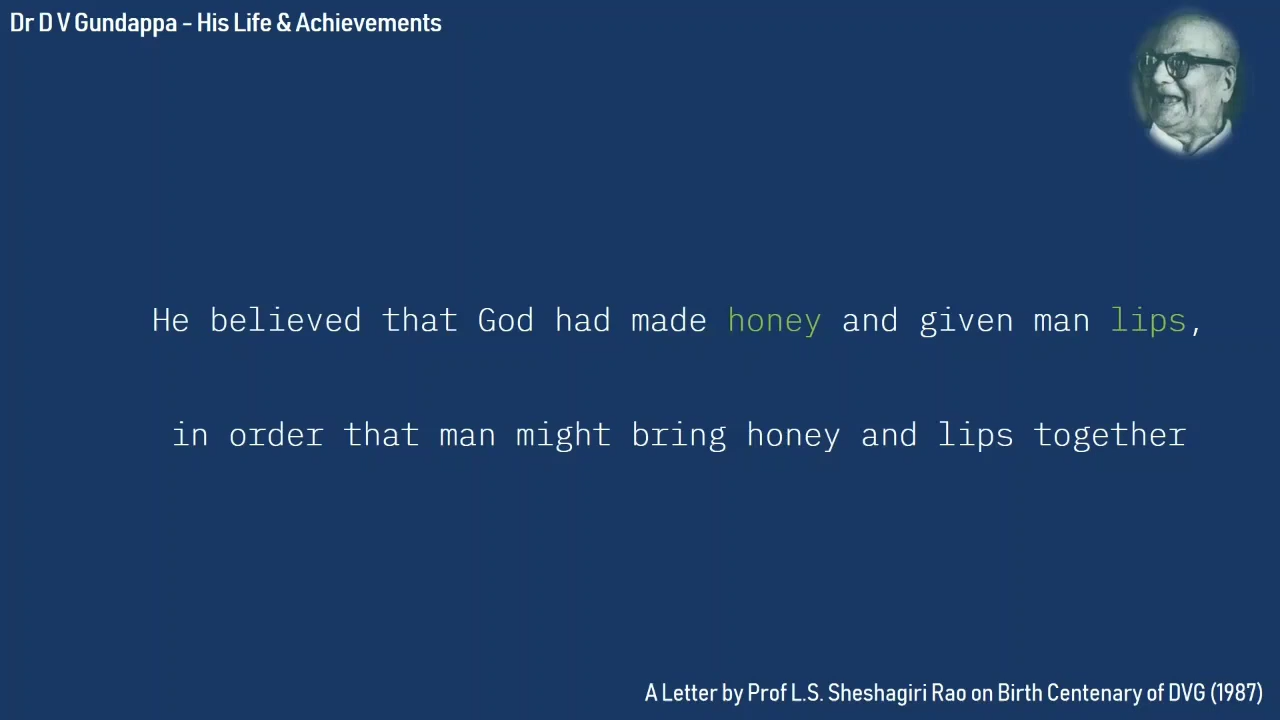 Dr D V Gundappa - His Life & Achievements
He believed that God had made honey and given man lips,
in order that man might bring honey and lips together
A Letter by Prof L.S. Sheshagiri Rao on Birth Centenary of DVG (1987)